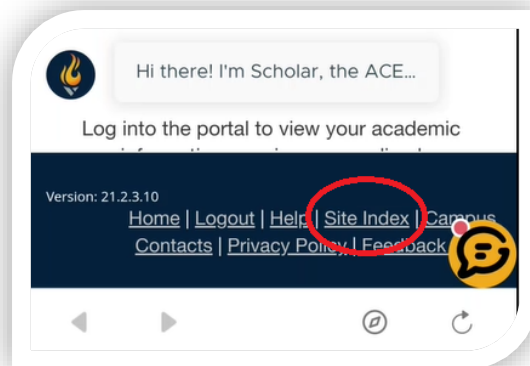 Hi there! I'm Scholar, the ACE...
Log into the portal to view your academic
Version: 21.2.3.10
Home | Logout | Help | Site Index | Campus
Contacts | Privacy Policy | Feedback